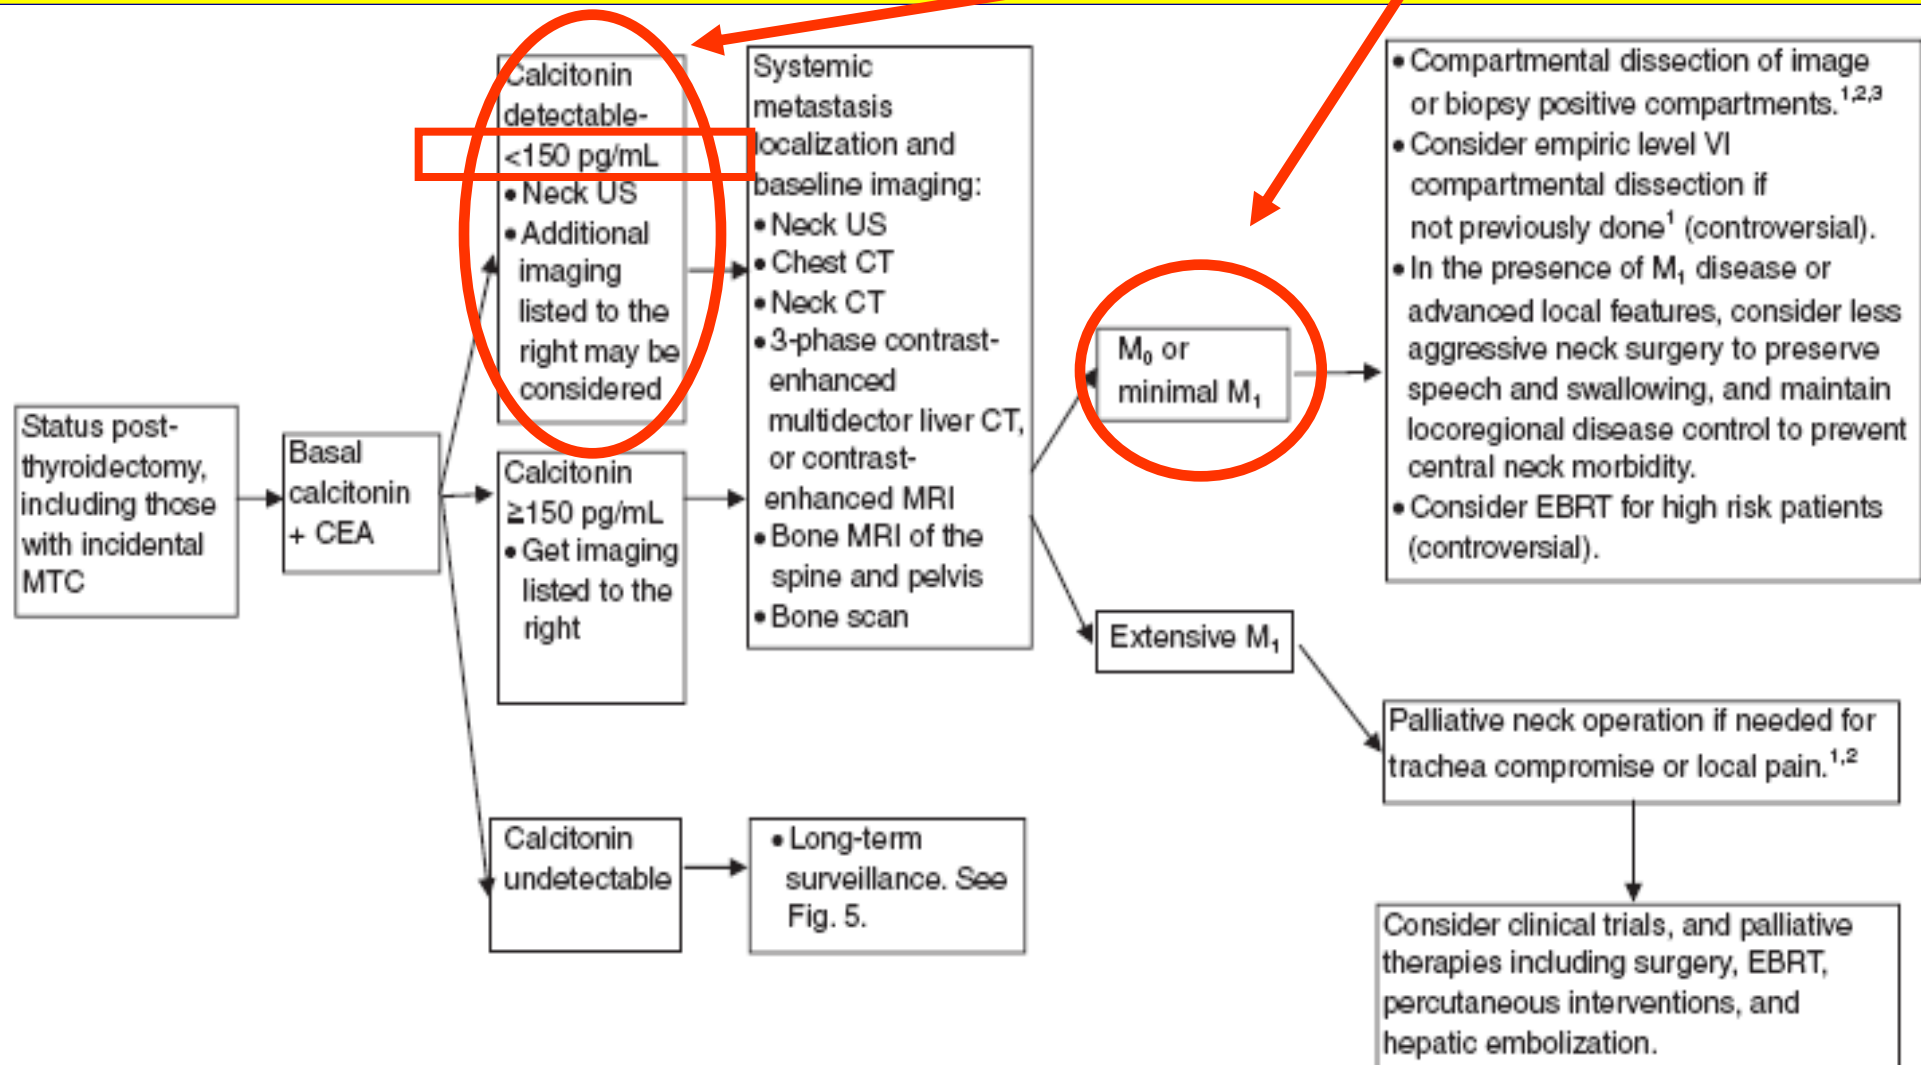 Status post-
thyroidectomy,
including those
with incidental
MTC
Basal
calcitonin
+ CEA
Calcitonin
detectable-
<150 pg/mL
• Neck US
• Additional
imaging
listed to the
right may be
considered
Calcitonin
≧150 pg/mL
• Get imaging
listed to the
right
Calcitonin
undetectable
Systemic
metastasis
localization and
baseline imaging:
• Neck US
• Chest CT
• Neck CT
• 3-phase contrast-
enhanced
multidector liver CT,
or contrast-
enhanced MRI
• Bone MRI of the
spine and pelvis
• Bone scan
• Long-term
surveillance. See
Fig. 5.
M₀ or
minimal M₁
Extensive M₁
• Compartmental dissection of image
or biopsy positive compartments.¹,²,³
• Consider empiric level VI
compartmental dissection if
not previously done¹ (controversial).
• In the presence of M₁ disease or
advanced local features, consider less
aggressive neck surgery to preserve
speech and swallowing, and maintain
locoregional disease control to prevent
central neck morbidity.
• Consider EBRT for high risk patients
(controversial).
Palliative neck operation if needed for
trachea compromise or local pain.¹,²
Consider clinical trials, and palliative
therapies including surgery, EBRT,
percutaneous interventions, and
hepatic embolization.